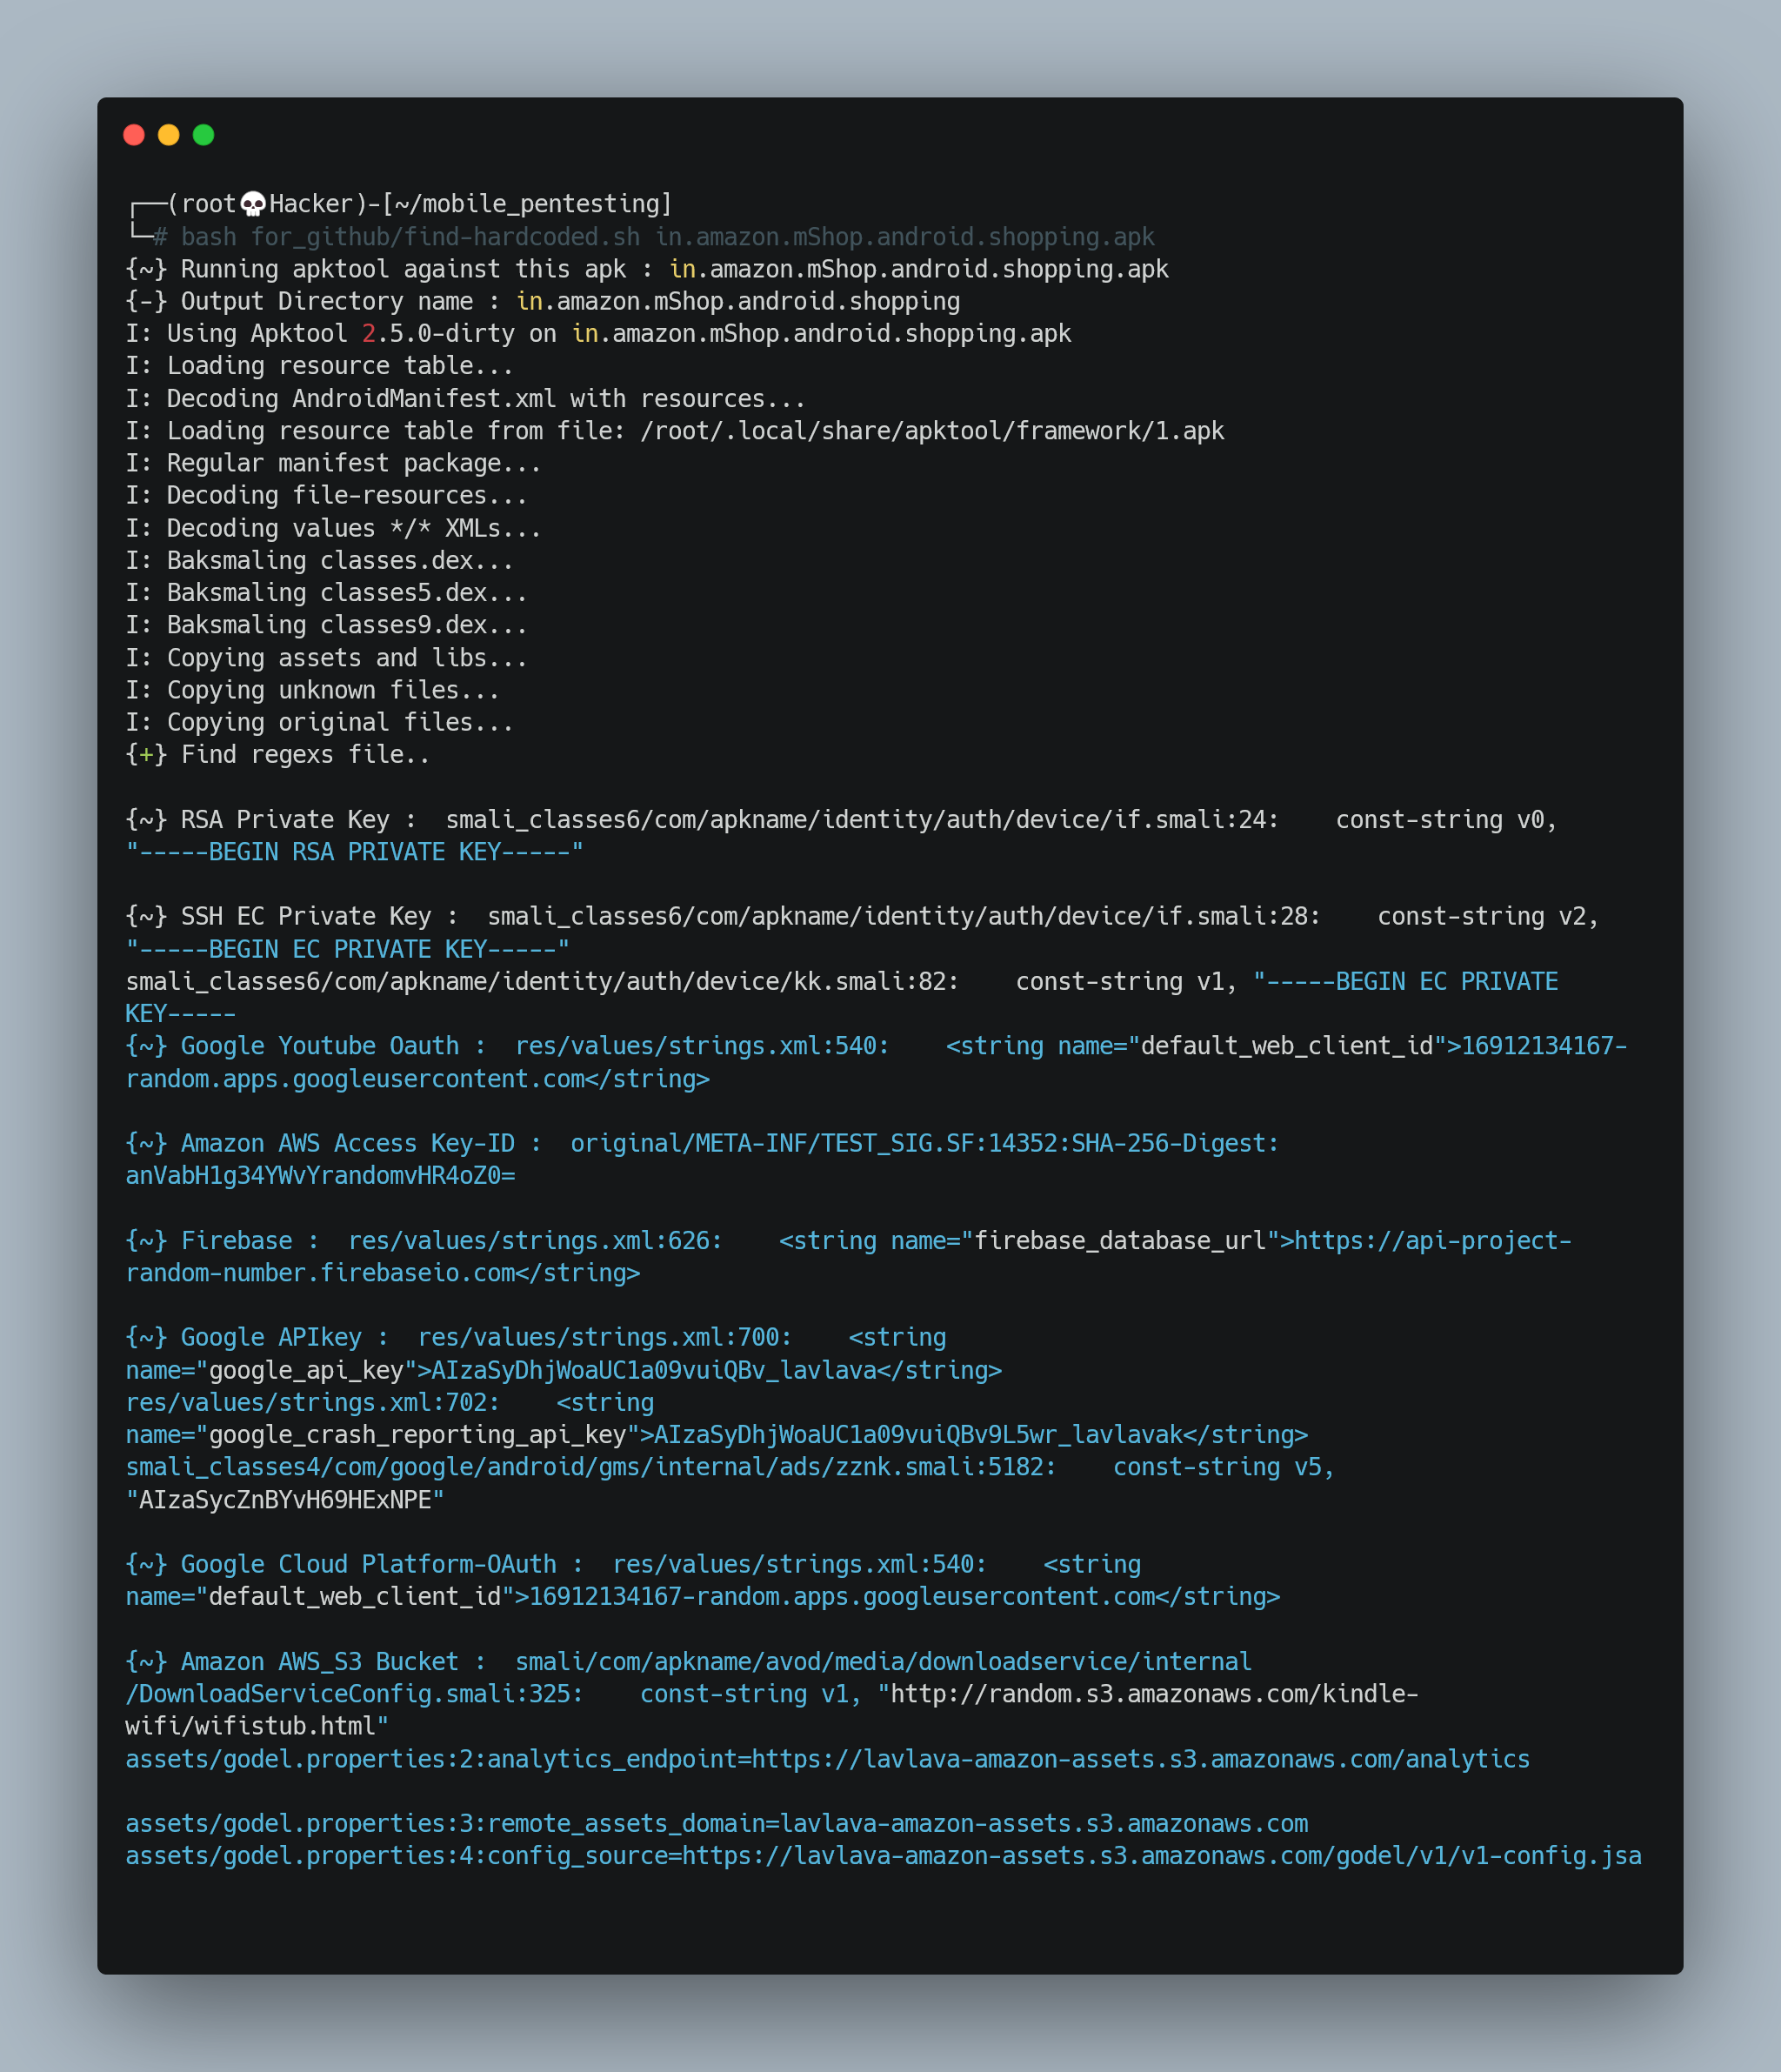 ┌──(root💀Hacker)-[~/mobile_pentesting]
└─# bash for_github/find-hardcoded.sh in.amazon.mShop.android.shopping.apk
{~} Running apktool against this apk : in.amazon.mShop.android.shopping.apk
{-} Output Directory name : in.amazon.mShop.android.shopping
I: Using Apktool 2.5.0-dirty on in.amazon.mShop.android.shopping.apk
I: Loading resource table...
I: Decoding AndroidManifest.xml with resources...
I: Loading resource table from file: /root/.local/share/apktool/framework/1.apk
I: Regular manifest package...
I: Decoding file-resources...
I: Decoding values */* XMLs...
I: Baksmaling classes.dex...
I: Baksmaling classes5.dex...
I: Baksmaling classes9.dex...
I: Copying assets and libs...
I: Copying unknown files...
I: Copying original files...
{+} Find regexs file..

{~} RSA Private Key :  smali_classes6/com/apkname/identity/auth/device/if.smali:24:    const-string v0,
"-----BEGIN RSA PRIVATE KEY-----"

{~} SSH EC Private Key :  smali_classes6/com/apkname/identity/auth/device/if.smali:28:    const-string v2,
"-----BEGIN EC PRIVATE KEY-----"
smali_classes6/com/apkname/identity/auth/device/kk.smali:82:    const-string v1, "-----BEGIN EC PRIVATE
KEY-----
{~} Google Youtube Oauth :  res/values/strings.xml:540:    <string name="default_web_client_id">16912134167-
random.apps.googleusercontent.com</string>

{~} Amazon AWS Access Key-ID :  original/META-INF/TEST_SIG.SF:14352:SHA-256-Digest:
anVabH1g34YWvYrandomvHR4oZ0=

{~} Firebase :  res/values/strings.xml:626:    <string name="firebase_database_url">https://api-project-
random-number.firebaseio.com</string>

{~} Google APIkey :  res/values/strings.xml:700:    <string
name="google_api_key">AIzaSyDhjWoaUC1a09vuiQBv_lavlava</string>
res/values/strings.xml:702:    <string
name="google_crash_reporting_api_key">AIzaSyDhjWoaUC1a09vuiQBv9L5wr_lavlavak</string>
smali_classes4/com/google/android/gms/internal/ads/zznk.smali:5182:    const-string v5,
"AIzaSycZnBYvH69HExNPE"

{~} Google Cloud Platform-OAuth :  res/values/strings.xml:540:    <string
name="default_web_client_id">16912134167-random.apps.googleusercontent.com</string>

{~} Amazon AWS_S3 Bucket :  smali/com/apkname/avod/media/downloadservice/internal
/DownloadServiceConfig.smali:325:    const-string v1, "http://random.s3.amazonaws.com/kindle-
wifi/wifistub.html"
assets/godel.properties:2:analytics_endpoint=https://lavlava-amazon-assets.s3.amazonaws.com/analytics

assets/godel.properties:3:remote_assets_domain=lavlava-amazon-assets.s3.amazonaws.com
assets/godel.properties:4:config_source=https://lavlava-amazon-assets.s3.amazonaws.com/godel/v1/v1-config.jsa